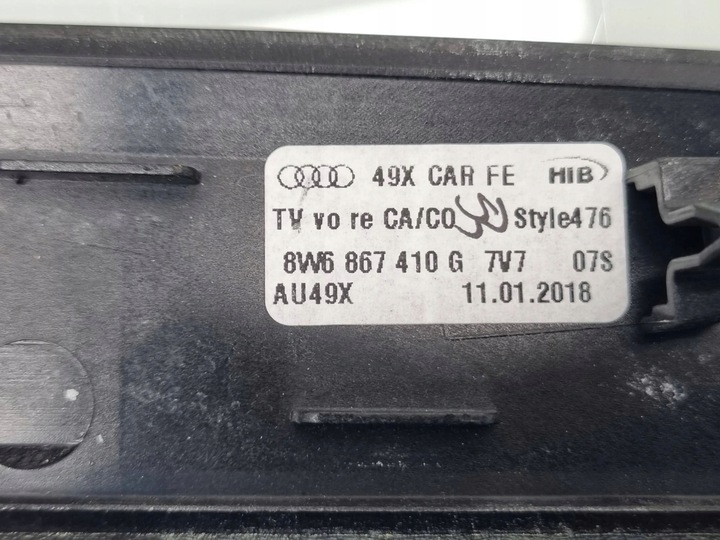 49X CAR FE HIB
TV vo re CA/CO Style476
8W6 867 410 G 7V7 07S
AU49X 11.01.2018